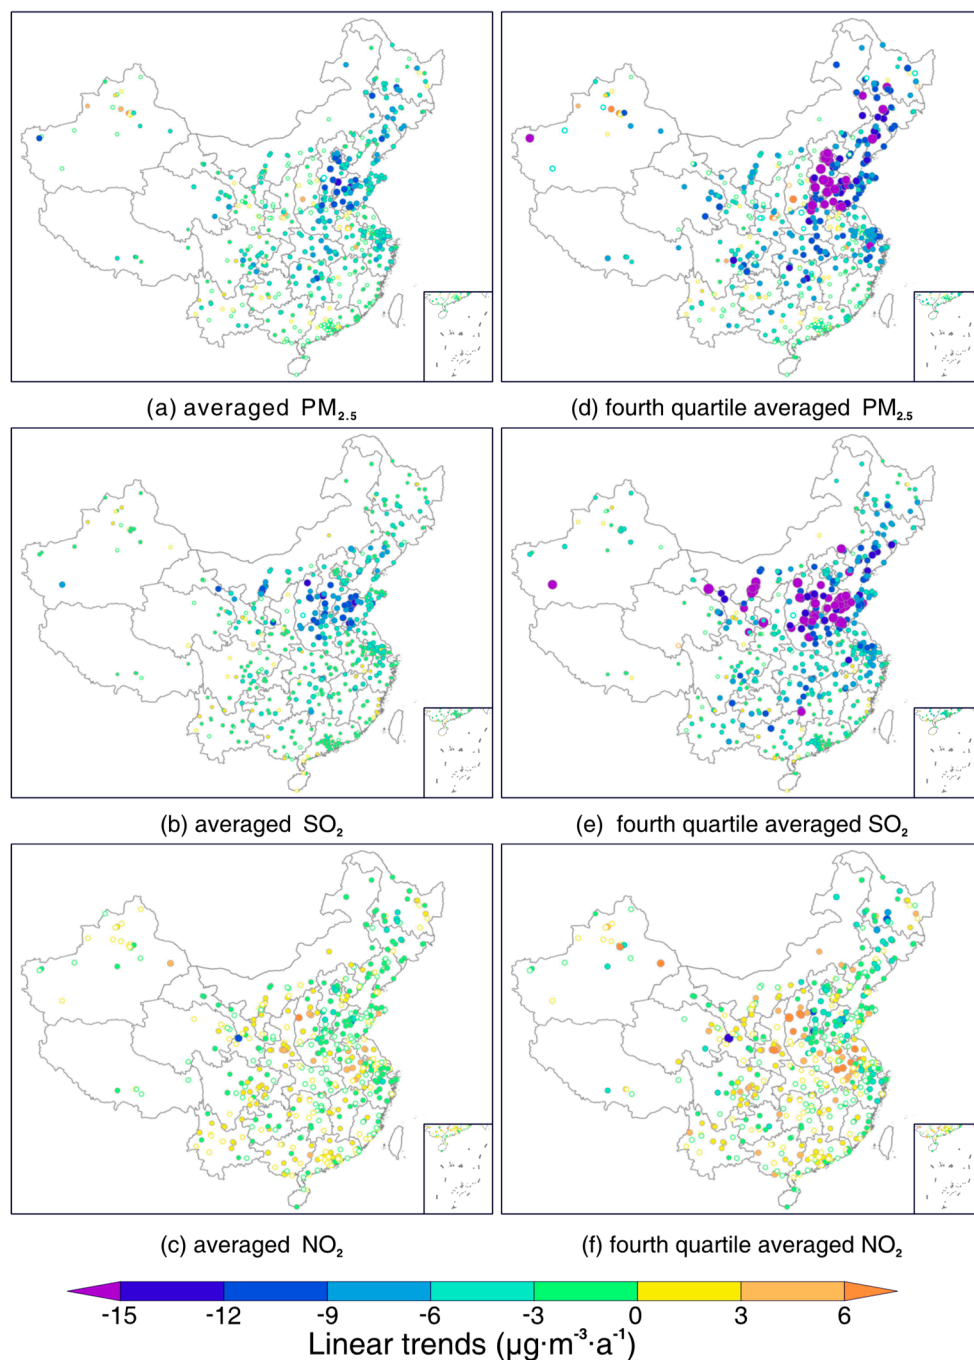 (a) averaged PM₂.₅
(d) fourth quartile averaged PM₂.₅
(b) averaged SO₂
(e) fourth quartile averaged SO₂
(c) averaged NO₂
(f) fourth quartile averaged NO₂
-15 -12 -9 -6 -3 0 3 6
Linear trends (µg·m⁻³·a⁻¹)